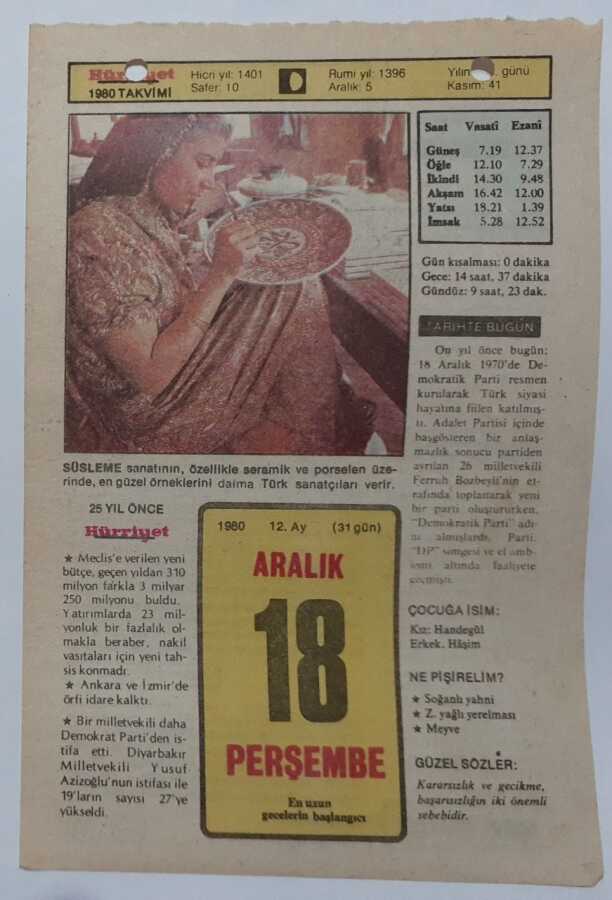 Hürriyet
1980 TAKVİMİ
Hicri yıl: 1401
Safer: 10
Rumi yıl: 1396
Aralık: 5
günü
Kasım: 41
Saat Vasati Ezani
Güneş 7.19 12.37
Öğle 12.10 7.29
İkindi 14.30 9.48
Akşam 16.42 12.00
Yatsı 18.21 1.39
İmsak 5.28 12.52
Gün kısalması: 0 dakika
Gece: 14 saat, 37 dakika
Gündüz: 9 saat, 23 dak.
TARİHTE BUGÜN
On yıl önce bugün;
18 Aralık 1970'de De-
mokratik Parti resmen
kurularak Türk siyasi
hayatına fiilen katılmış-
tı. Adalet Partisi içinde
başgösteren bir anlaş-
mazlık sonucu partiden
ayrılan 26 milletvekili
Ferruh Bozbeyli'nin et-
rafında toplanarak yeni
bir parti oluştururken,
"Demokratik Parti" adı-
nı almışlardı. Parti,
"DP" simgesi ve el amb-
lemi altında faaliyete
geçmişti.
SÜSLEME sanatının, özellikle seramik ve porselen üze-
rinde, en güzel örneklerini daima Türk sanatçıları verir.
25 YIL ÖNCE
Hürriyet
★ Meclis'e verilen yeni
bütçe, geçen yıldan 310
milyon farkla 3 milyar
250 milyonu buldu.
Yatırımlarda 23 mil-
yonluk bir fazlalık ol-
makla beraber, nakil
vasıtaları için yeni tah-
sis konmadı.
★ Ankara ve İzmir'de
örfi idare kalktı.
★ Bir milletvekili daha
Demokrat Parti'den is-
tifa etti. Diyarbakır
Milletvekili Yusuf
Azizoğlu'nun istifası ile
19'ların sayısı 27'ye
yükseldi.
1980 12. Ay (31 gün)
ARALIK
18
PERŞEMBE
En uzun
gecelerin başlangıcı
ÇOCUĞA İSİM:
Kız: Handegül
Erkek. Hâşim
NE PİŞİRELİM?
★ Soğanlı yahni
★ Z. yağlı yerelması
★ Meyve
GÜZEL SÖZLER:
Kararsızlık ve gecikme,
başarısızlığın iki önemli
sebebidir.